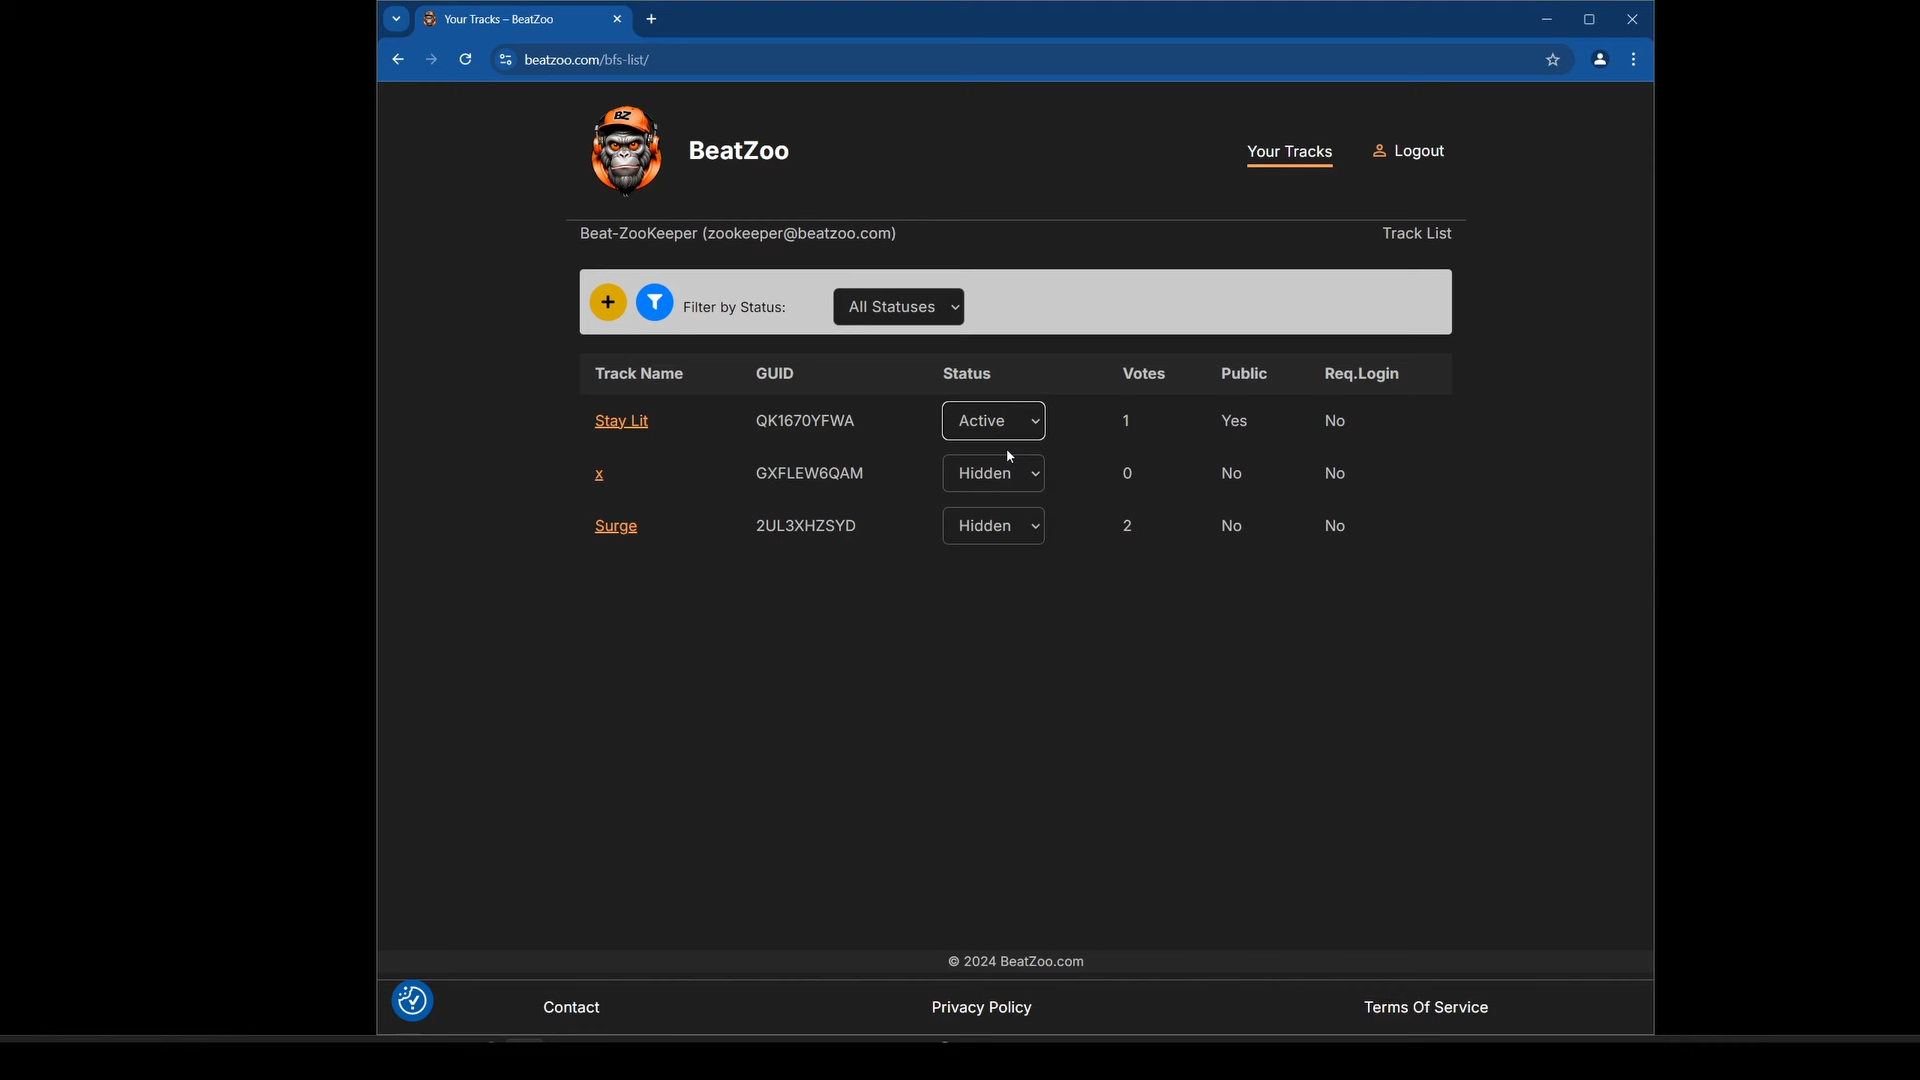 Your Tracks – BeatZoo
beatzoo.com/bfs-list/
BZ
BeatZoo
Your Tracks
Logout
Beat-ZooKeeper (zookeeper@beatzoo.com)
Track List
Filter by Status:
All Statuses
Track Name GUID Status Votes Public Req.Login
Stay Lit QK1670YFWA Active 1 Yes No
x GXFLEW6QAM Hidden 0 No No
Surge 2UL3XHZSYD Hidden 2 No No
© 2024 BeatZoo.com
Contact Privacy Policy Terms Of Service